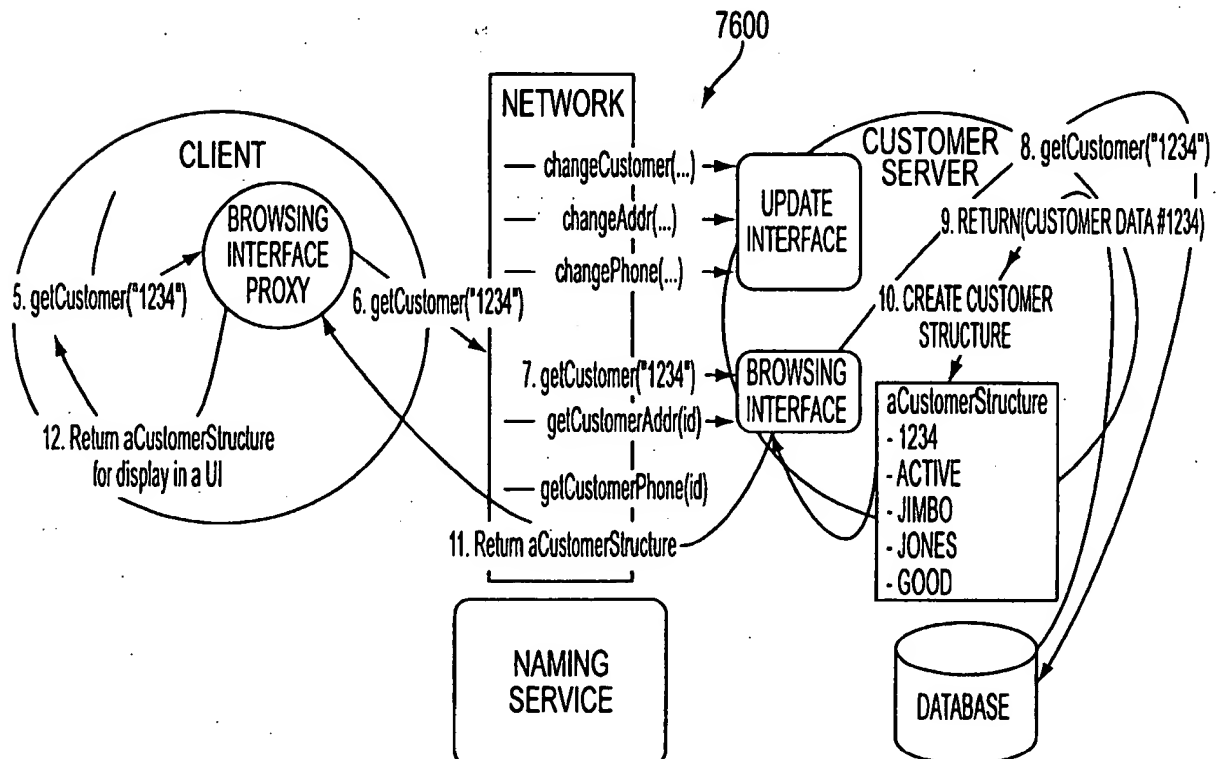 7600
NETWORK
CLIENT
CUSTOMER
SERVER
8. getCustomer("1234")
changeCustomer(...)
BROWSING
INTERFACE
PROXY
UPDATE
INTERFACE
changeAddr(...)
9. RETURN(CUSTOMER DATA #1234)
changePhone(...)
5. getCustomer("1234")
6. getCustomer("1234")
10. CREATE CUSTOMER
STRUCTURE
7. getCustomer("1234")
BROWSING
INTERFACE
getCustomerAddr(id)
aCustomerStructure
- 1234
- ACTIVE
- JIMBO
- JONES
- GOOD
12. Return aCustomerStructure
for display in a UI
getCustomerPhone(id)
11. Return aCustomerStructure
NAMING
SERVICE
DATABASE